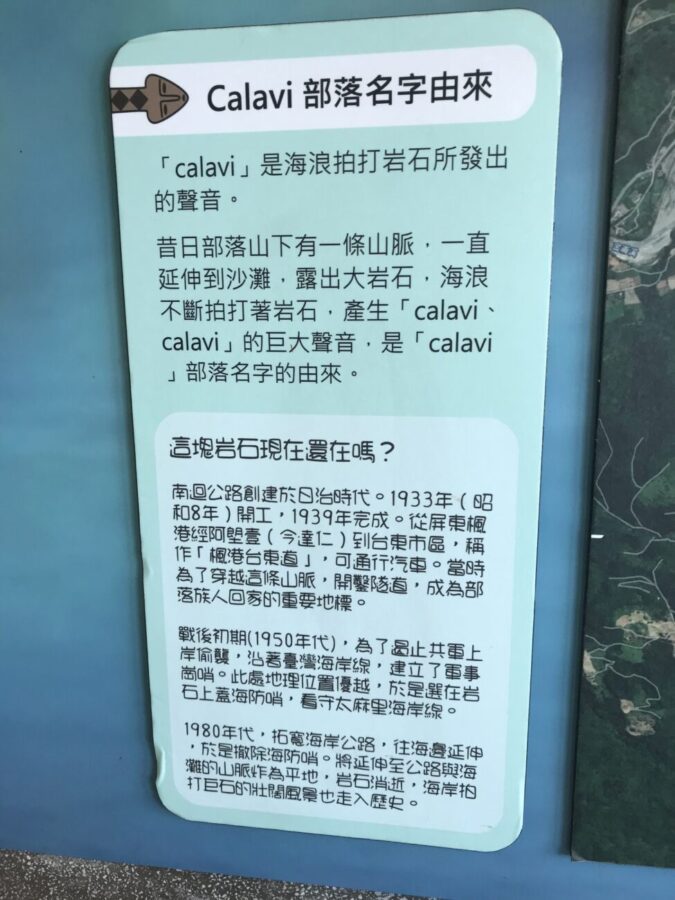 Calavi 部落名字由來
「calavi」是海浪拍打岩石所發出
的聲音。
昔日部落山下有一條山脈，一直
延伸到沙灘，露出大岩石，海浪
不斷拍打著岩石，產生「calavi、
calavi」的巨大聲音，是「calavi
」部落名字的由來。
這塊岩石現在還在嗎？
南迴公路創建於日治時代。1933年（昭
和8年）開工，1939年完成。從屏東楓
港經阿塱壹（今達仁）到台東市區，稱
作「楓港台東道」，可通行汽車。當時
為了穿越這條山脈，開鑿隧道，成為部
落族人回家的重要地標。
戰後初期(1950年代)，為了遏止共軍上
岸偷襲，沿著臺灣海岸線，建立了軍事
崗哨。此處地理位置優越，於是選在岩
石上蓋海防哨，看守太麻里海岸線。
1980年代，拓寬海岸公路，往海邊延伸
，於是撤除海防哨。將延伸至公路與海
灘的山脈炸為平地，岩石消逝，海岸拍
打巨石的壯闊風景也走入歷史。